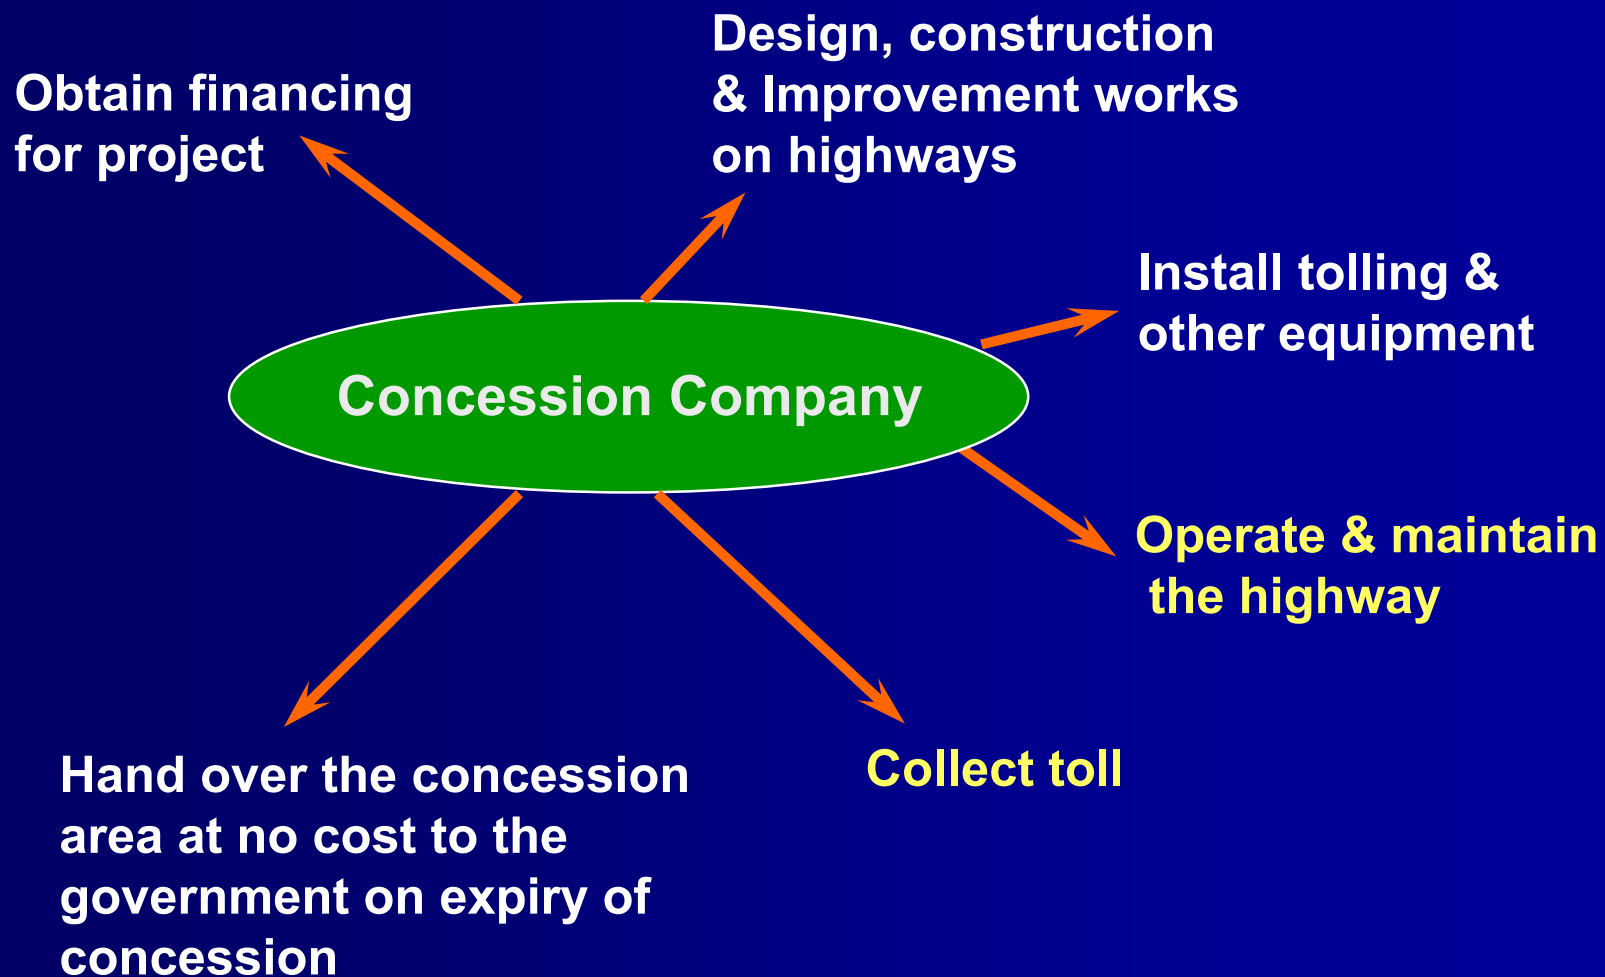 Obtain financing
for project
Design, construction
& Improvement works
on highways
Install tolling &
other equipment
Concession Company
Operate & maintain
the highway
Collect toll
Hand over the concession
area at no cost to the
government on expiry of
concession